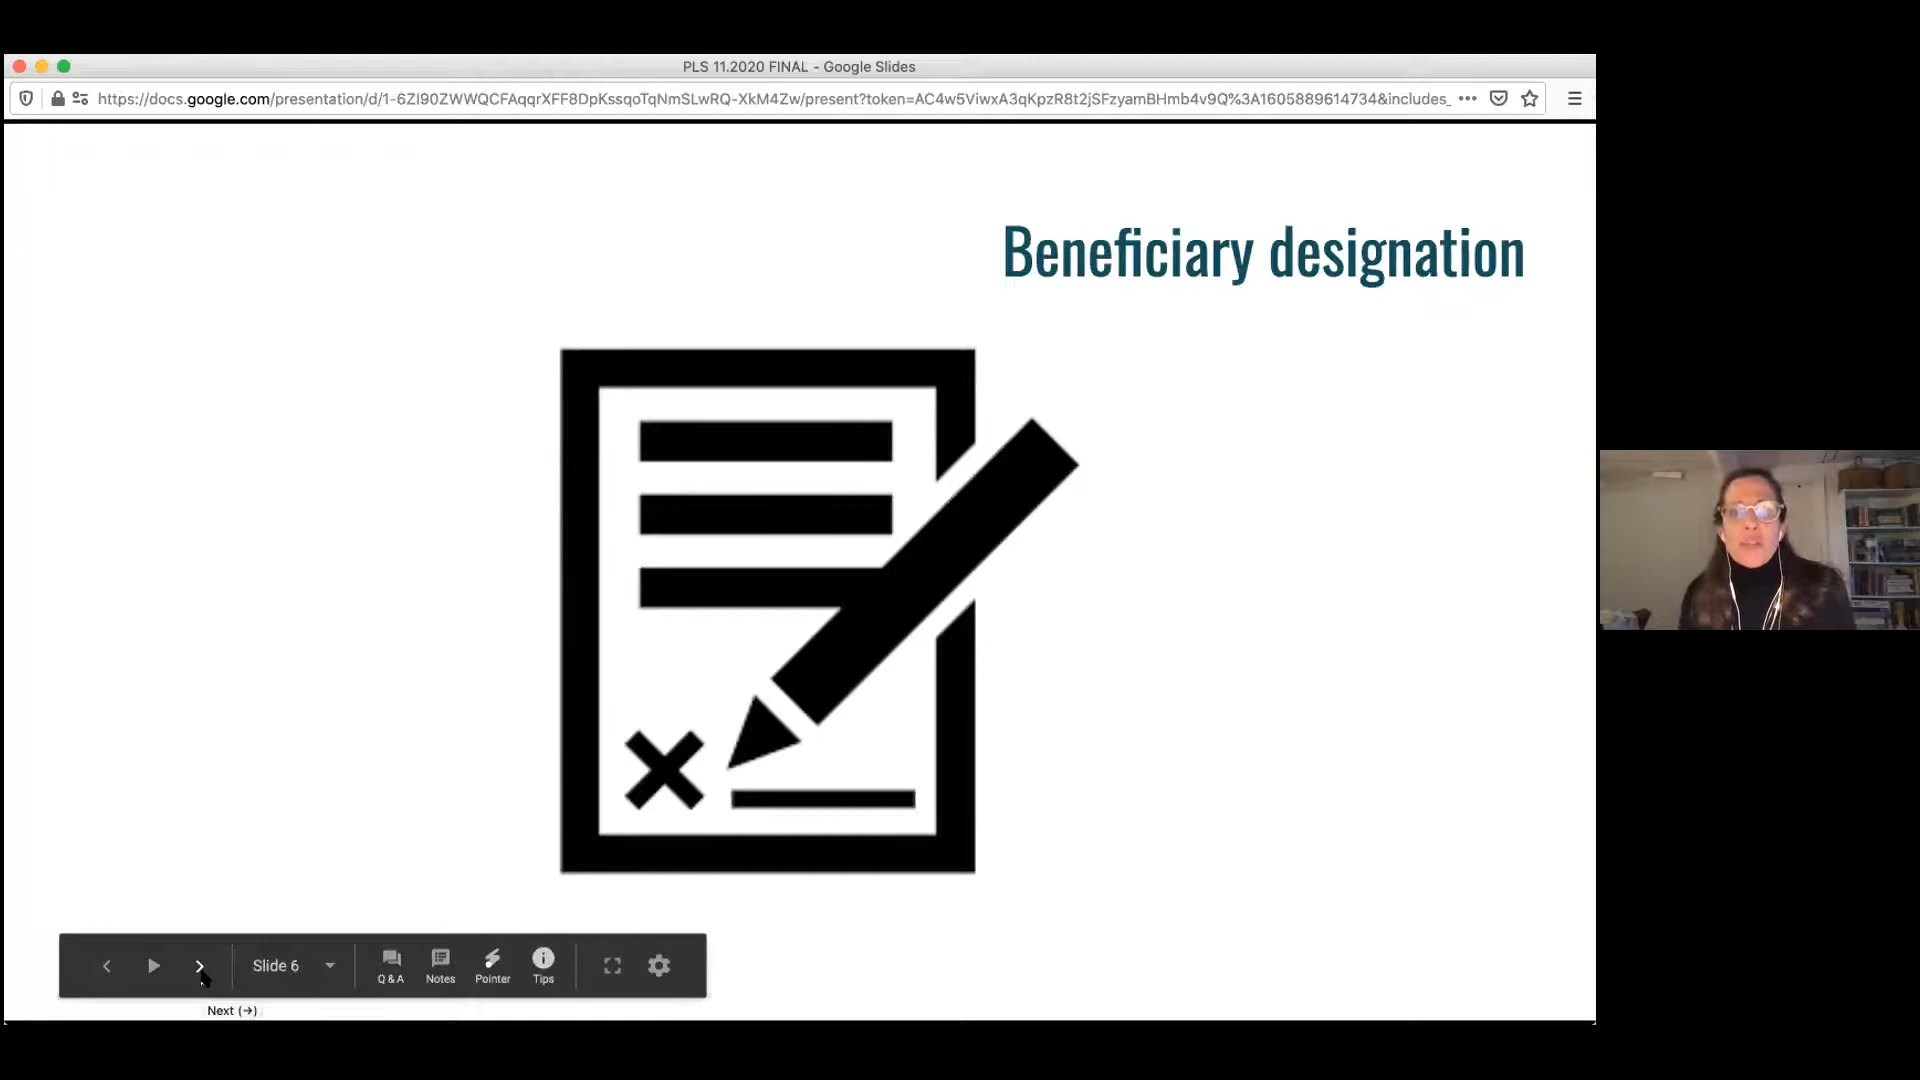 PLS 11.2020 FINAL - Google Slides
https://docs.google.com/presentation/d/1-6ZI90ZWWQCFAqqrXFF8DpKssqoTqNmSLwRQ-XkM4Zw/present?token=AC4w5ViwxA3qKpzR8t2jSFzyamBHmb4v9Q%3A1605889614734&includes_
Beneficiary designation
Slide 6
Q & A
Notes
Pointer
Tips
Next (→)